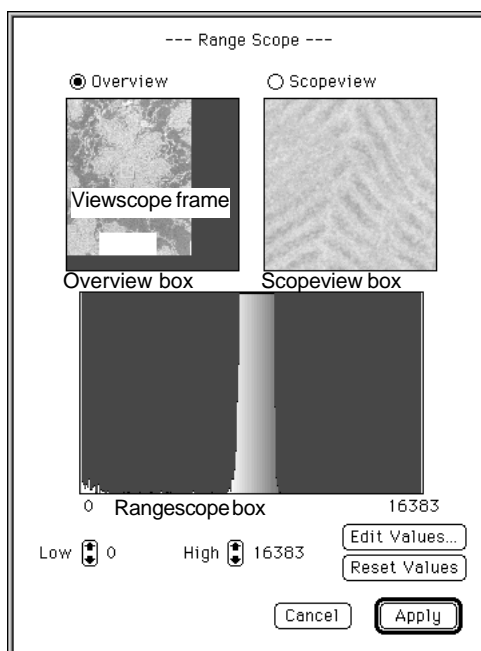 --- Range Scope ---
Overview
Scopeview
Viewscope frame
Overview box
Scopeview box
0
Rangescope box
16383
Low 0
High 16383
Edit Values...
Reset Values
Cancel
Apply